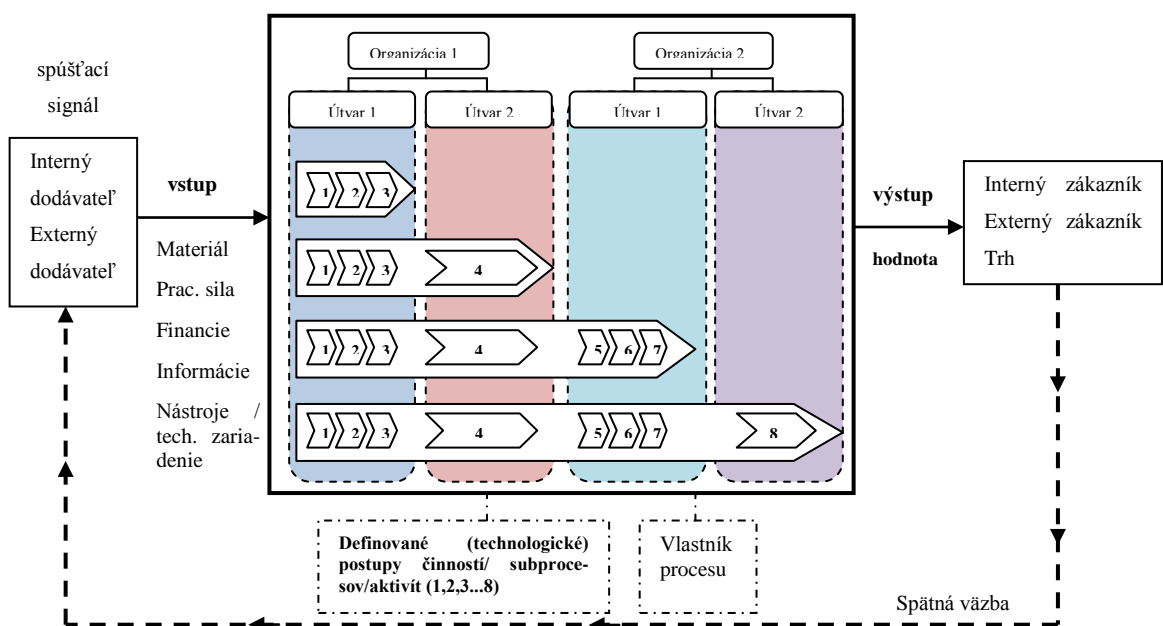 spúšťací
signál
Interný
dodávateľ
Externý
dodávateľ
vstup
Materiál
Prac. sila
Financie
Informácie
Nástroje /
tech. zaria-
denie
Organizácia 1
Organizácia 2
Útvar 1
Útvar 2
Útvar 1
Útvar 2
1 2 3
1 2 3 4
1 2 3 4 5 6 7
1 2 3 4 5 6 7 8
výstup
hodnota
Interný zákazník
Externý zákazník
Trh
Definované (technologické)
postupy činností/ subproce-
sov/aktivít (1,2,3...8)
Vlastník
procesu
Spätná väzba